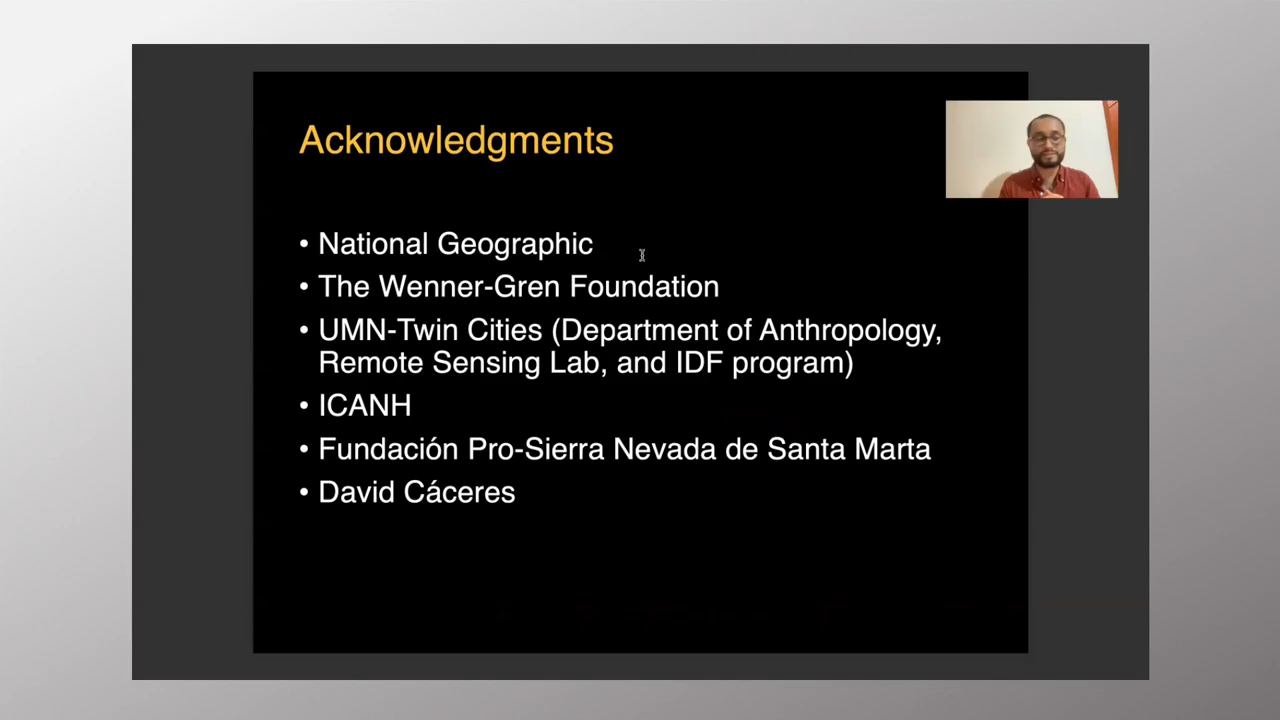 Acknowledgments
• National Geographic
• The Wenner-Gren Foundation
• UMN-Twin Cities (Department of Anthropology,
Remote Sensing Lab, and IDF program)
• ICANH
• Fundación Pro-Sierra Nevada de Santa Marta
• David Cáceres